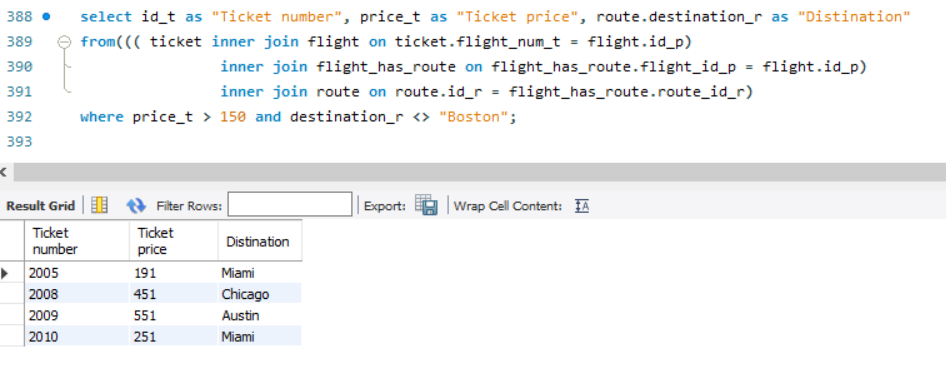 388 select id_t as "Ticket number", price_t as "Ticket price", route.destination_r as "Distination"
389 from((( ticket inner join flight on ticket.flight_num_t = flight.id_p)
390 inner join flight_has_route on flight_has_route.flight_id_p = flight.id_p)
391 inner join route on route.id_r = flight_has_route.route_id_r)
392 where price_t > 150 and destination_r <> "Boston";
393
Result Grid Filter Rows: Export: Wrap Cell Content: IA
Ticket number Ticket price Distination
2005 191 Miami
2008 451 Chicago
2009 551 Austin
2010 251 Miami